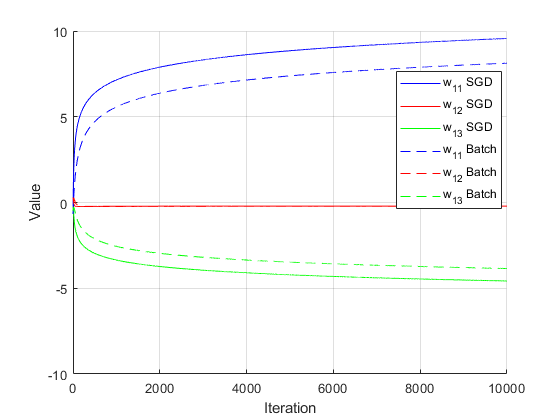 10
5
0
-5
-10
Value
0
2000
4000
6000
8000
10000
Iteration
w11 SGD
w12 SGD
w13 SGD
w11 Batch
w12 Batch
w13 Batch